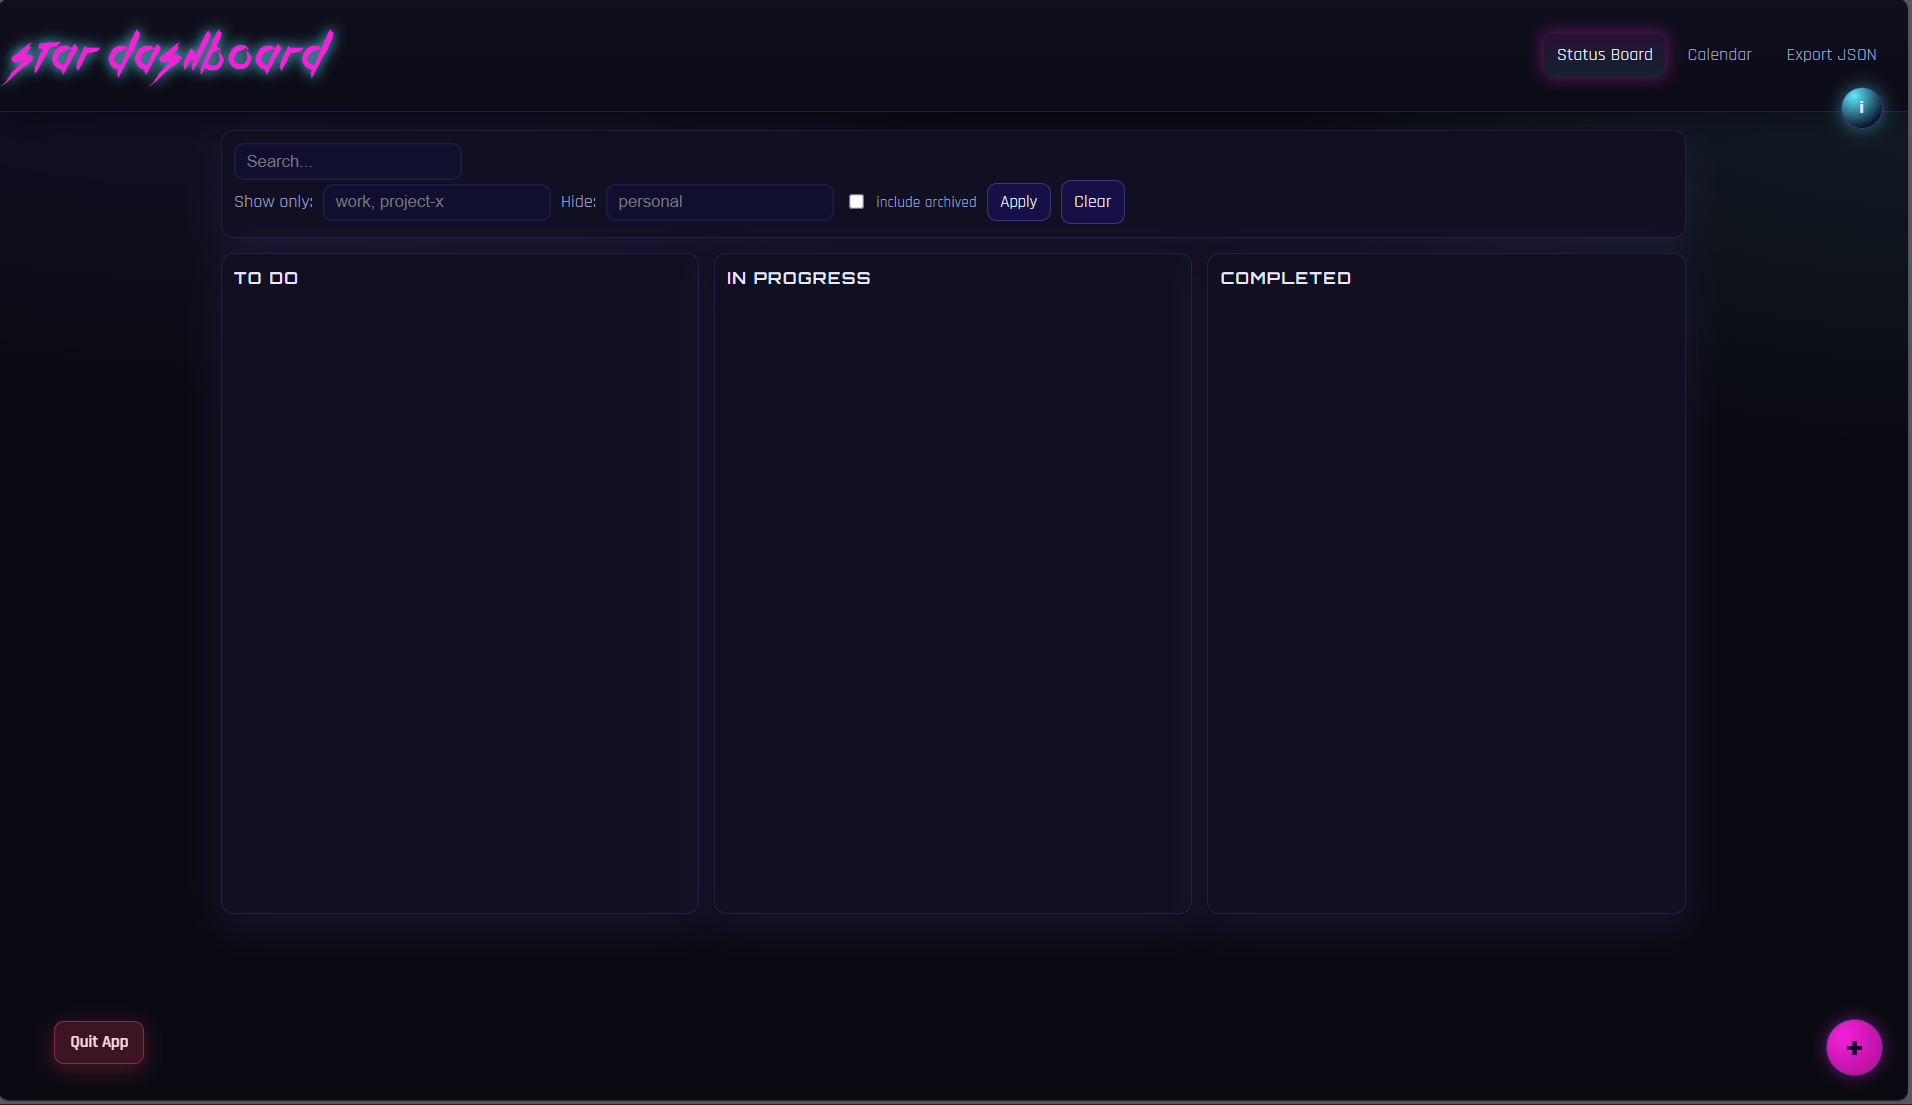 star dashboard
Status Board
Calendar
Export JSON
i
Search...
Show only: work, project-x Hide: personal include archived Apply Clear
TO DO
IN PROGRESS
COMPLETED
Quit App
+